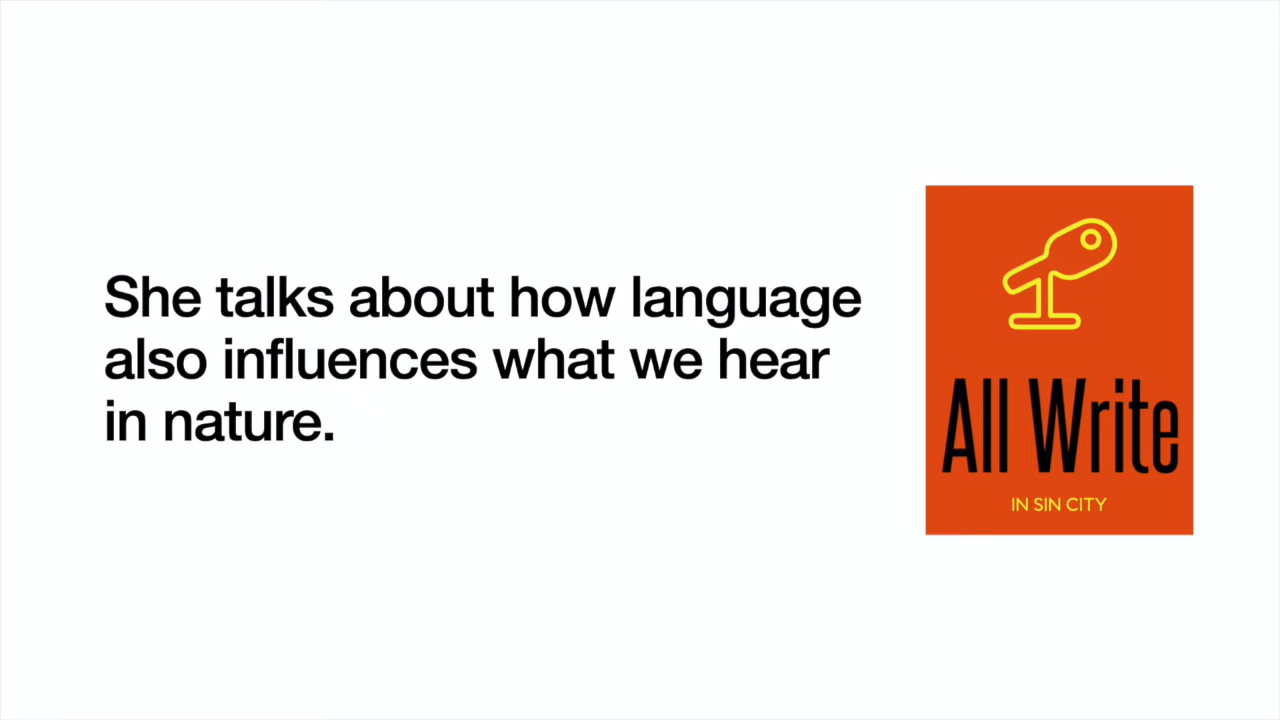 She talks about how language
also influences what we hear
in nature.
All Write
IN SIN CITY